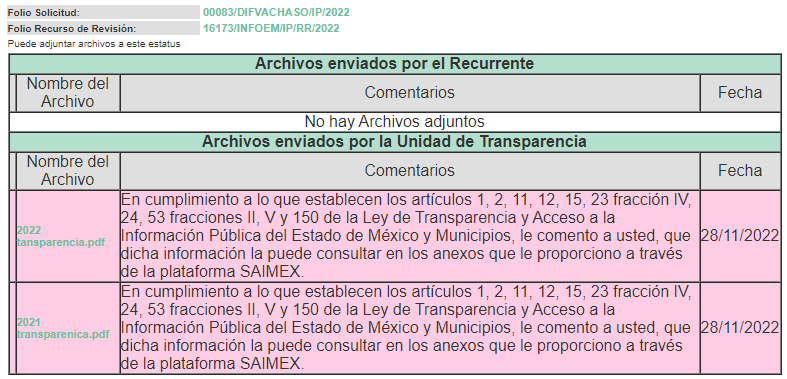 Folio Solicitud: 00083/DIFVACHASO/IP/2022
Folio Recurso de Revisión: 16173/INFOEM/IP/RR/2022
Puede adjuntar archivos a este estatus
Archivos enviados por el Recurrente
Nombre del Archivo Comentarios Fecha
No hay Archivos adjuntos
Archivos enviados por la Unidad de Transparencia
Nombre del Archivo Comentarios Fecha
2022 tansparencia.pdf
En cumplimiento a lo que establecen los artículos 1, 2, 11, 12, 15, 23 fracción IV,
24, 53 fracciones II, V y 150 de la Ley de Transparencia y Acceso a la
Información Pública del Estado de México y Municipios, le comento a usted, que
dicha información la puede consultar en los anexos que le proporciono a través
de la plataforma SAIMEX.
28/11/2022
2021 transparenica.pdf
En cumplimiento a lo que establecen los artículos 1, 2, 11, 12, 15, 23 fracción IV,
24, 53 fracciones II, V y 150 de la Ley de Transparencia y Acceso a la
Información Pública del Estado de México y Municipios, le comento a usted, que
dicha información la puede consultar en los anexos que le proporciono a través
de la plataforma SAIMEX.
28/11/2022